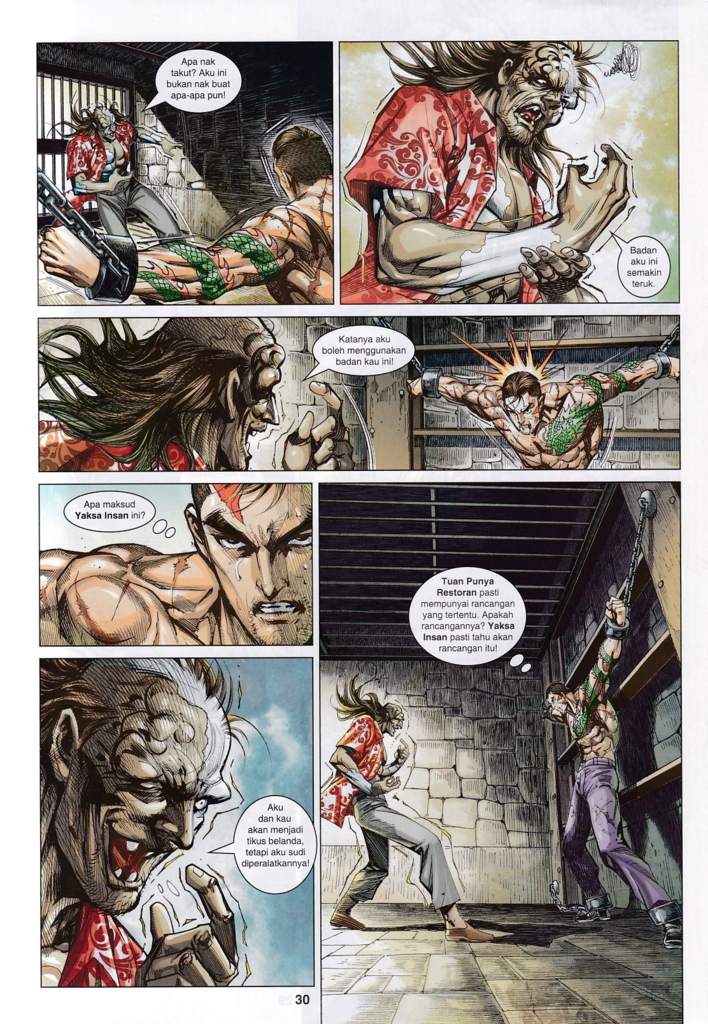 Apa nak
takut? Aku ini
bukan nak buat
apa-apa pun!
Badan
aku ini
semakin
teruk.
Katanya aku
boleh menggunakan
badan kau ini!
Apa maksud
Yaksa Insan ini?
Tuan Punya
Restoran pasti
mempunyai rancangan
yang tertentu. Apakah
rancangannya? Yaksa
Insan pasti tahu akan
rancangan itu!
Aku
dan kau
akan menjadi
tikus belanda,
tetapi aku sudi
diperalatkannya!
30